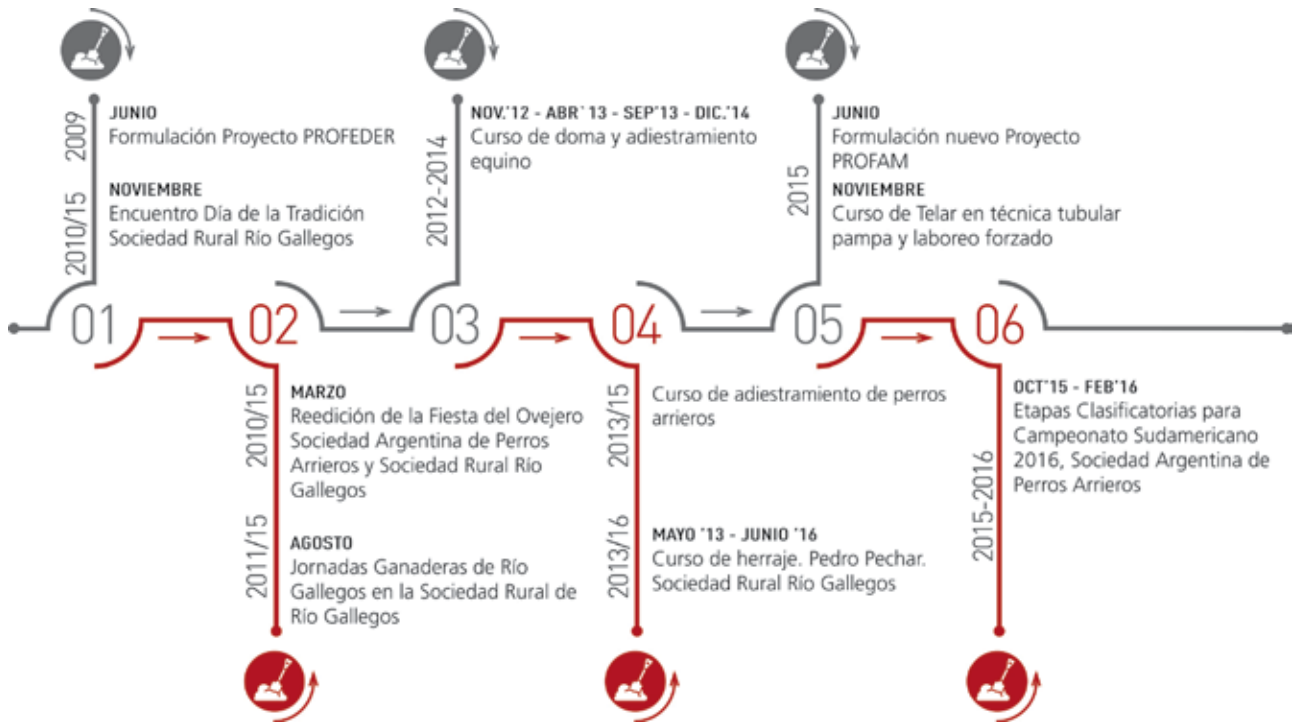 2009
JUNIO
Formulación Proyecto PROFEDER
2010/15
NOVIEMBRE
Encuentro Día de la Tradición
Sociedad Rural Río Gallegos
01
02
2010/15
MARZO
Reedición de la Fiesta del Ovejero
Sociedad Argentina de Perros
Arrieros y Sociedad Rural Río
Gallegos
2011/15
AGOSTO
Jornadas Ganaderas de Río
Gallegos en la Sociedad Rural de
Río Gallegos
2012-2014
NOV.'12 - ABR`13 - SEP'13 - DIC.'14
Curso de doma y adiestramiento
equino
03
04
2013/15
Curso de adiestramiento de perros
arrieros
2013/16
MAYO '13 - JUNIO '16
Curso de herraje. Pedro Pechar.
Sociedad Rural Río Gallegos
2015
JUNIO
Formulación nuevo Proyecto
PROFAM
NOVIEMBRE
Curso de Telar en técnica tubular
pampa y laboreo forzado
05
06
2015-2016
OCT'15 - FEB'16
Etapas Clasificatorias para
Campeonato Sudamericano
2016, Sociedad Argentina de
Perros Arrieros